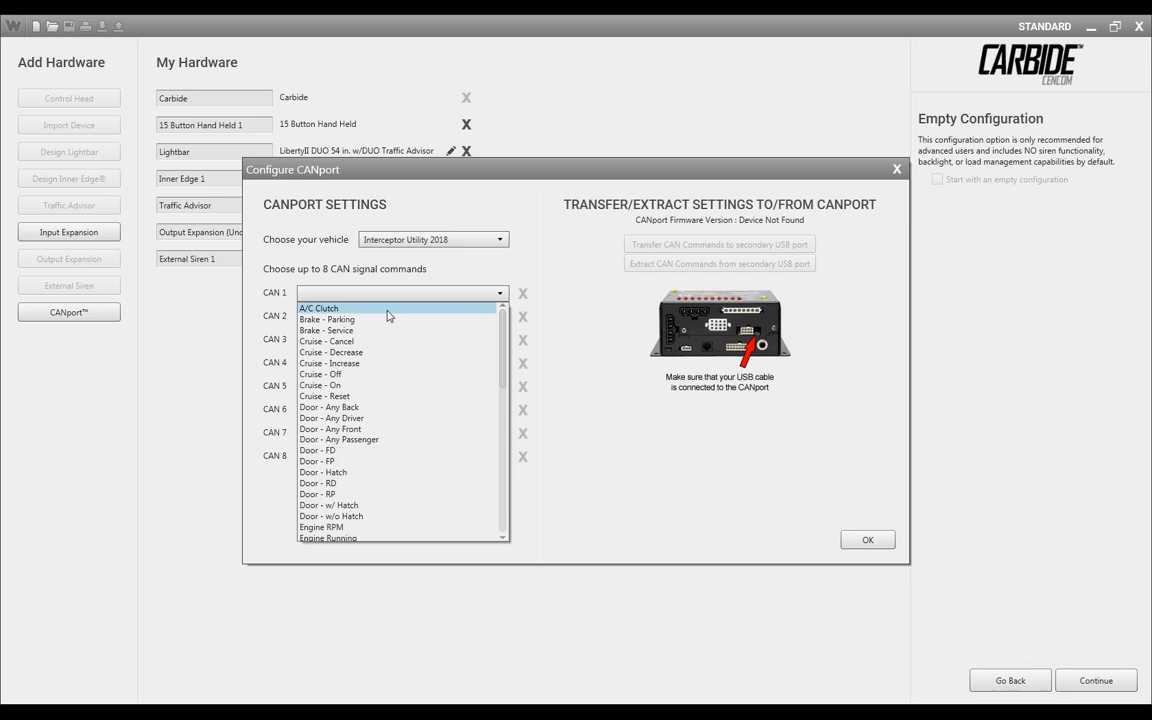 W
STANDARD
X
Add Hardware
Control Head
Import Device
Design Lightbar
Design Inner Edge®
Traffic Advisor
Input Expansion
Output Expansion
External Siren
CANport™
My Hardware
Carbide
Carbide
X
15 Button Hand Held 1
15 Button Hand Held
X
Lightbar
LibertyII DUO 54 in. w/DUO Traffic Advisor
X
Inner Edge 1
Traffic Advisor
Output Expansion (Unc
External Siren 1
Configure CANport
X
CANPORT SETTINGS
Choose your vehicle
Interceptor Utility 2018
Choose up to 8 CAN signal commands
CAN 1
X
CAN 2
X
CAN 3
X
CAN 4
X
CAN 5
X
CAN 6
X
CAN 7
X
CAN 8
X
A/C Clutch
Brake - Parking
Brake - Service
Cruise - Cancel
Cruise - Decrease
Cruise - Increase
Cruise - Off
Cruise - On
Cruise - Reset
Door - Any Back
Door - Any Driver
Door - Any Front
Door - Any Passenger
Door - FD
Door - FP
Door - Hatch
Door - RD
Door - RP
Door - w/ Hatch
Door - w/o Hatch
Engine RPM
Engine Running
TRANSFER/EXTRACT SETTINGS TO/FROM CANPORT
CANport Firmware Version : Device Not Found
Transfer CAN Commands to secondary USB port
Extract CAN Commands from secondary USB port
Make sure that your USB cable
is connected to the CANport
OK
CARBIDE™
CENCOM
Empty Configuration
This configuration option is only recommended for
advanced users and includes NO siren functionality,
backlight, or load management capabilities by default.
Start with an empty configuration
Go Back
Continue